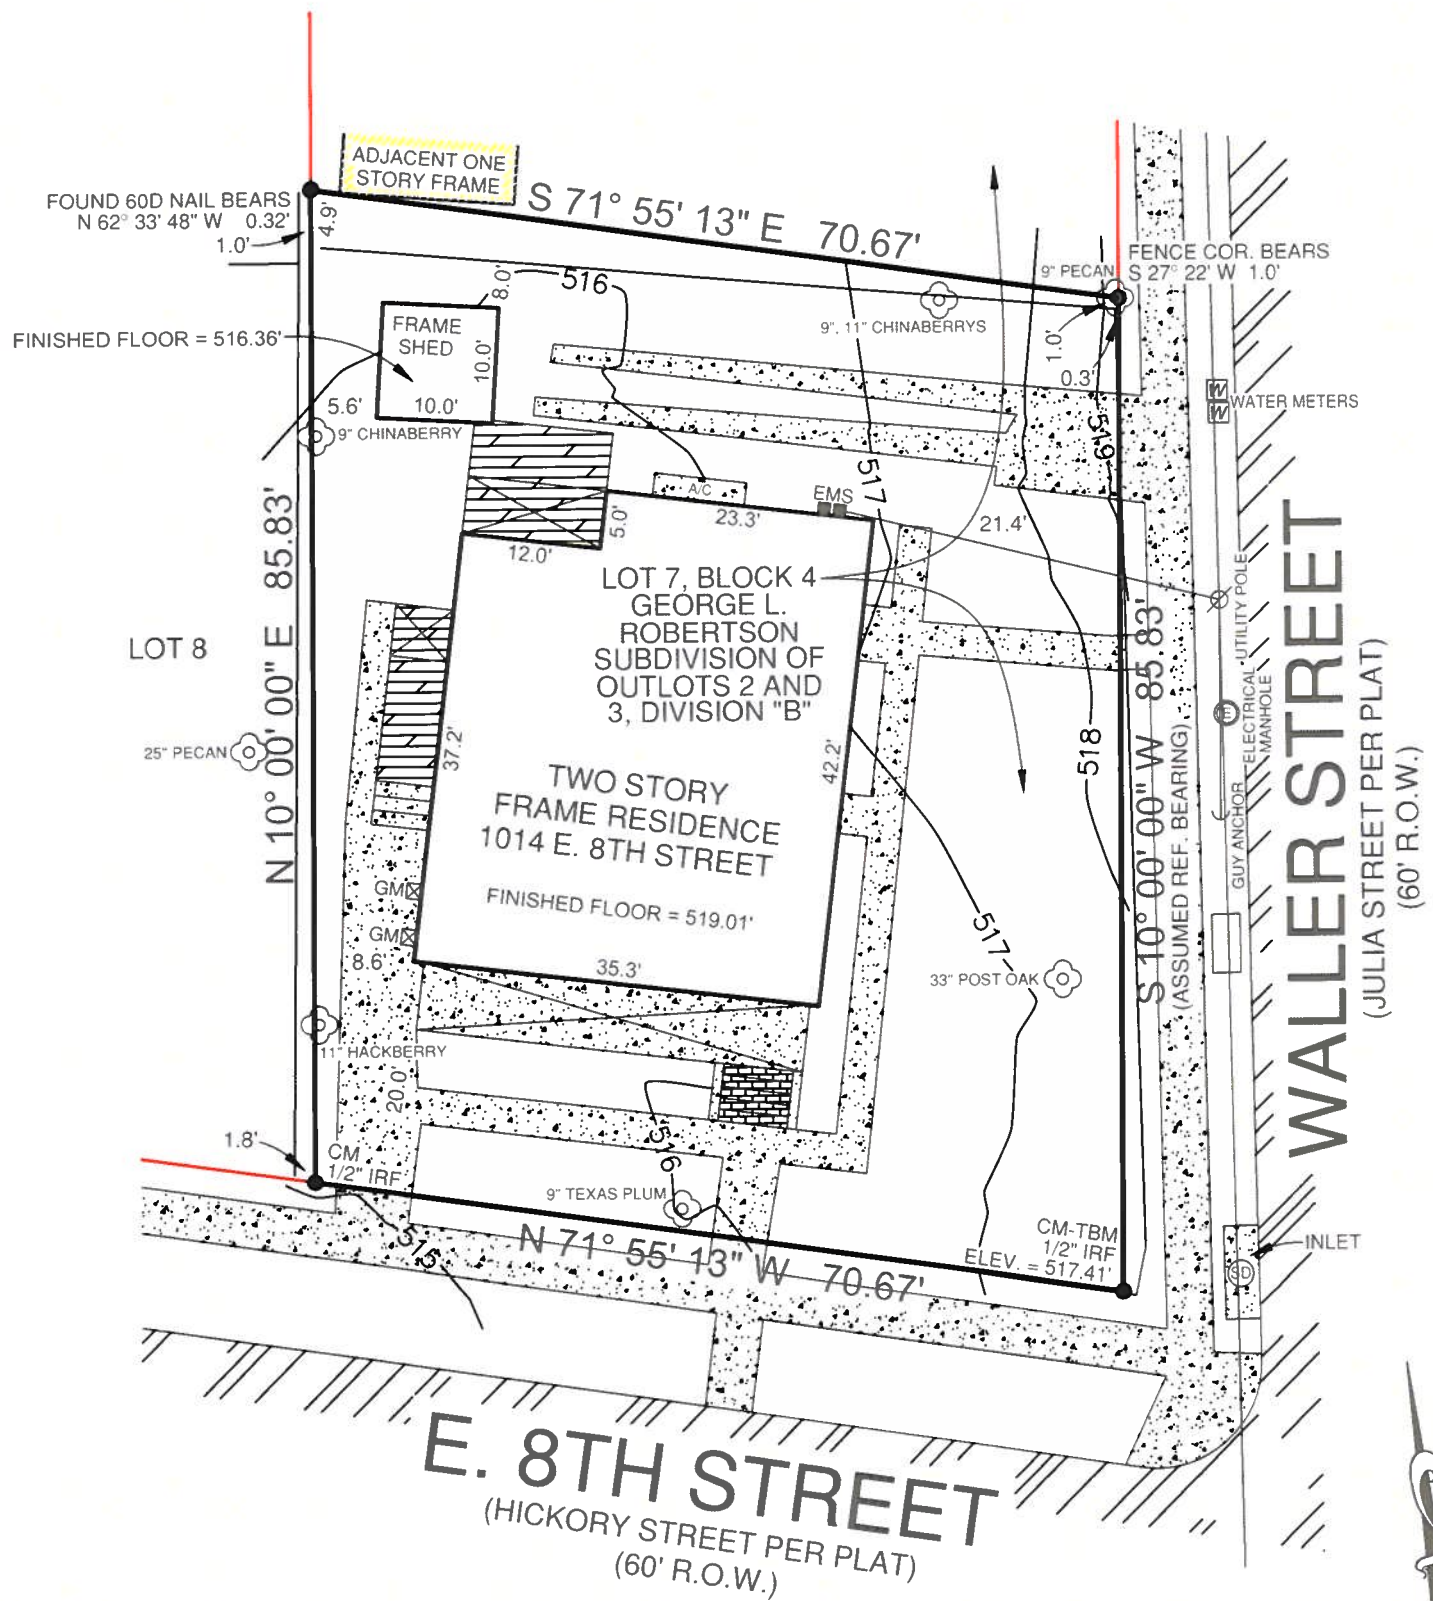 ADJACENT ONE
STORY FRAME
FOUND 60D NAIL BEARS
N 62° 33' 48" W 0.32'
1.0'
4.9'
S 71° 55' 13" E 70.67'
FENCE COR. BEARS
S 27° 22' W 1.0'
9" PECAN
516
8.0'
9", 11" CHINABERRYS
1.0'
0.3'
FINISHED FLOOR = 516.36'
FRAME
SHED
10.0'
10.0'
5.6'
9" CHINABERRY
WATER METERS
W
W
519
517
A/C
EMS
23.3'
5.0'
12.0'
21.4'
LOT 7, BLOCK 4
GEORGE L.
ROBERTSON
SUBDIVISION OF
OUTLOTS 2 AND
3, DIVISION "B"
LOT 8
N 10° 00' 00" E 85.83'
25" PECAN
37.2'
42.2'
TWO STORY
FRAME RESIDENCE
1014 E. 8TH STREET
FINISHED FLOOR = 519.01'
518
S 10° 00' 00" W 85.83'
(ASSUMED REF. BEARING)
UTILITY POLE
ELECTRICAL
MANHOLE
E
GUY ANCHOR
WALLER STREET
(JULIA STREET PER PLAT)
(60' R.O.W.)
GM
GM
8.6'
35.3'
517
33" POST OAK
11" HACKBERRY
20.0'
516
1.8'
CM
1/2" IRF
9" TEXAS PLUM
515
N 71° 55' 13" W 70.67'
CM-TBM
1/2" IRF
ELEV. = 517.41'
INLET
SD
E. 8TH STREET
(HICKORY STREET PER PLAT)
(60' R.O.W.)